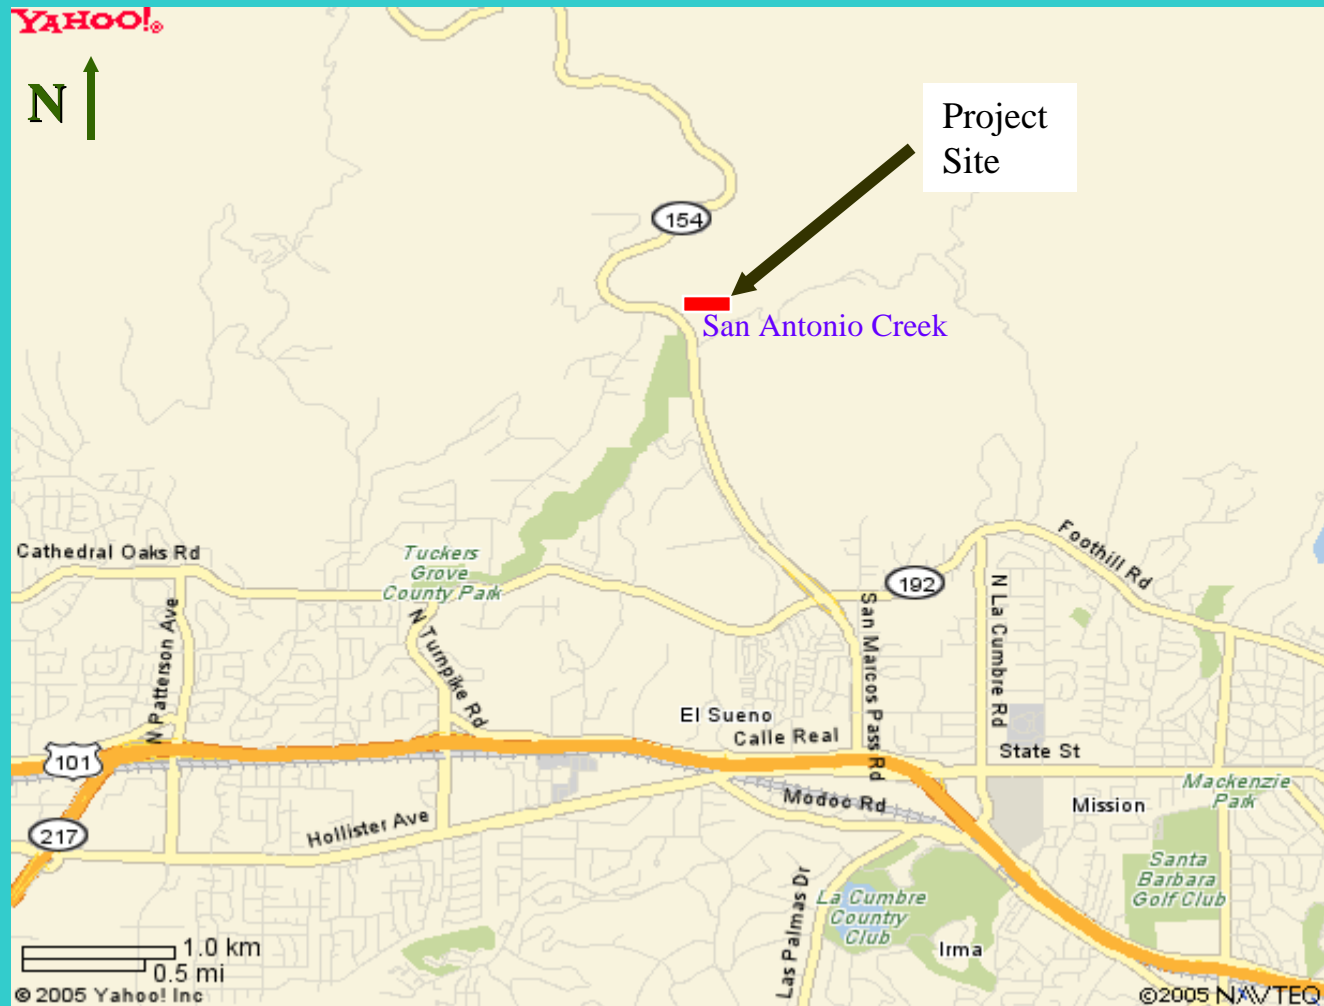 YAHOO!®
N
Project
Site
154
San Antonio Creek
Cathedral Oaks Rd
Tuckers
Grove
County Park
192
Foothill Rd
N Patterson Ave
N Turnpike Rd
San Marcos Pass Rd
N La Cumbre Rd
El Sueno
Calle Real
State St
101
Mackenzie
Park
Modoc Rd
Mission
217
Hollister Ave
Santa
Barbara
Golf Club
Las Palmas Dr
La Cumbre
Country
Club
Irma
1.0 km
0.5 mi
© 2005 Yahoo! Inc
©2005 NAVTEQ